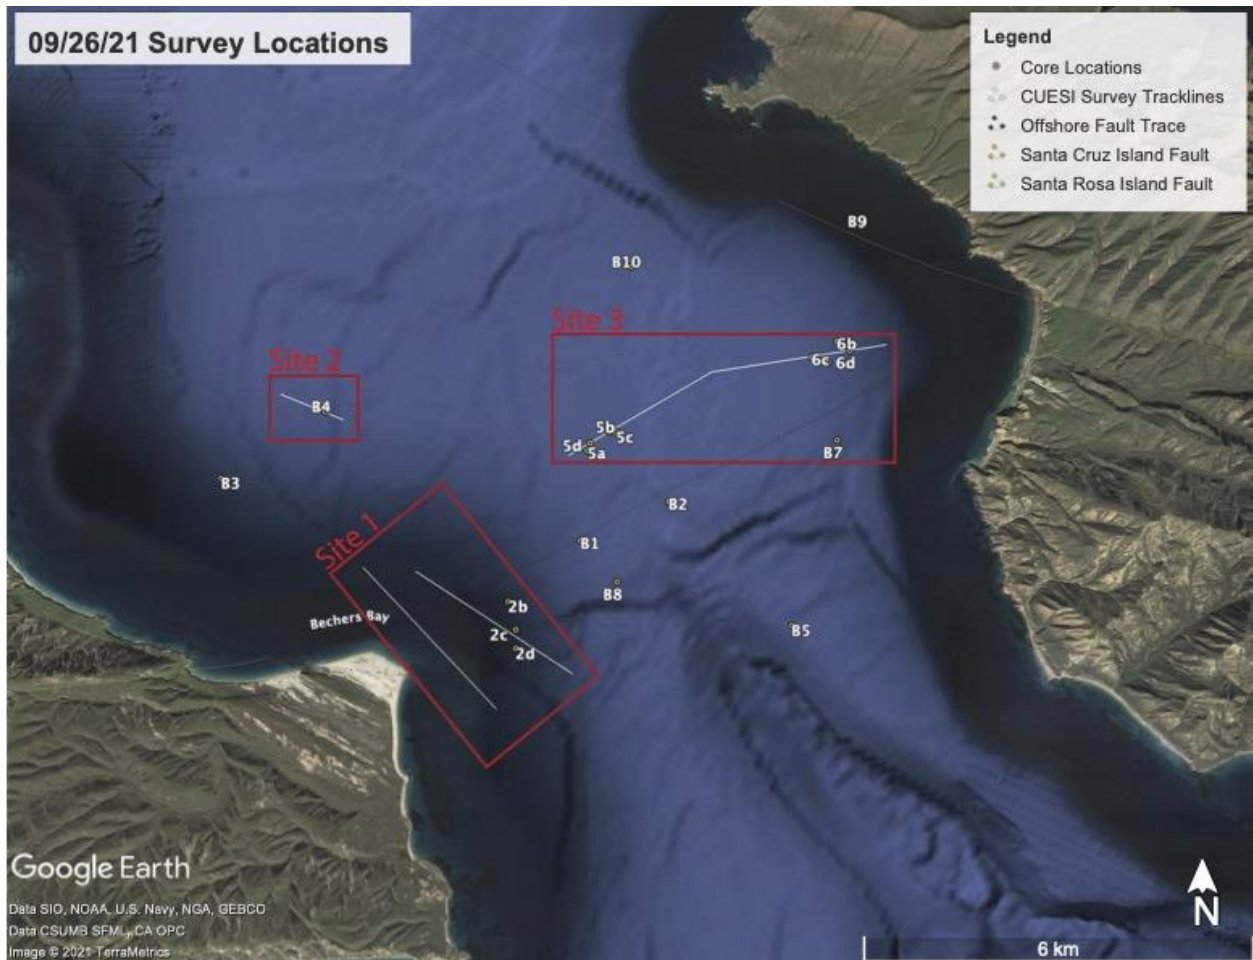 09/26/21 Survey Locations
Legend
Core Locations
CUESI Survey Tracklines
Offshore Fault Trace
Santa Cruz Island Fault
Santa Rosa Island Fault
B9
B10
Site 3
6b
6c
6d
Site 2
B4
5b
5c
5d
5a
B7
B3
B2
Site 1
B1
B8
2b
Bechers Bay
2c
2d
B5
Google Earth
Data SIO, NOAA, U.S. Navy, NGA, GEBCO
Data CSUMB SFML, CA OPC
Image © 2021 TerraMetrics
N
6 km